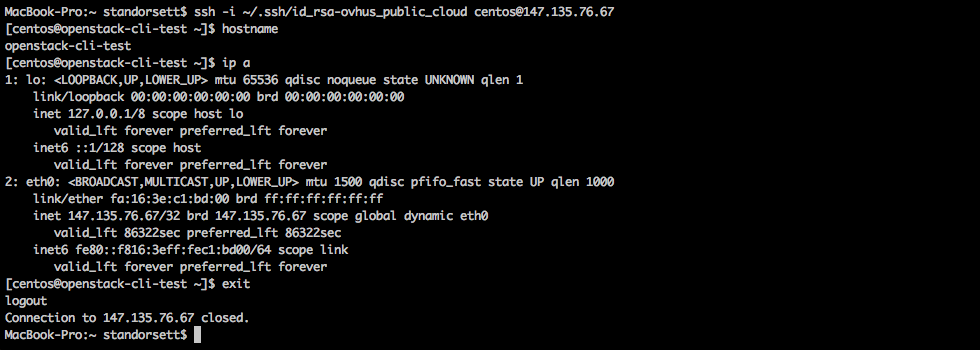 MacBook-Pro:~ standorsett$ ssh -i ~/.ssh/id_rsa-ovhus_public_cloud centos@147.135.76.67
[centos@openstack-cli-test ~]$ hostname
openstack-cli-test
[centos@openstack-cli-test ~]$ ip a
1: lo: <LOOPBACK,UP,LOWER_UP> mtu 65536 qdisc noqueue state UNKNOWN qlen 1
    link/loopback 00:00:00:00:00:00 brd 00:00:00:00:00:00
    inet 127.0.0.1/8 scope host lo
       valid_lft forever preferred_lft forever
    inet6 ::1/128 scope host
       valid_lft forever preferred_lft forever
2: eth0: <BROADCAST,MULTICAST,UP,LOWER_UP> mtu 1500 qdisc pfifo_fast state UP qlen 1000
    link/ether fa:16:3e:c1:bd:00 brd ff:ff:ff:ff:ff:ff
    inet 147.135.76.67/32 brd 147.135.76.67 scope global dynamic eth0
       valid_lft 86322sec preferred_lft 86322sec
    inet6 fe80::f816:3eff:fec1:bd00/64 scope link
       valid_lft forever preferred_lft forever
[centos@openstack-cli-test ~]$ exit
logout
Connection to 147.135.76.67 closed.
MacBook-Pro:~ standorsett$